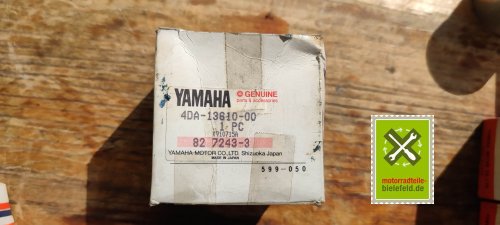 YAMAHA
GENUINE
parts & accessories
4DA-13610-00
1 PC
X910715A
82 7243-3
YAMAHA MOTOR CO.,LTD. Shizuoka Japan
MADE IN JAPAN
599-050
motorradteile-
bielefeld.de